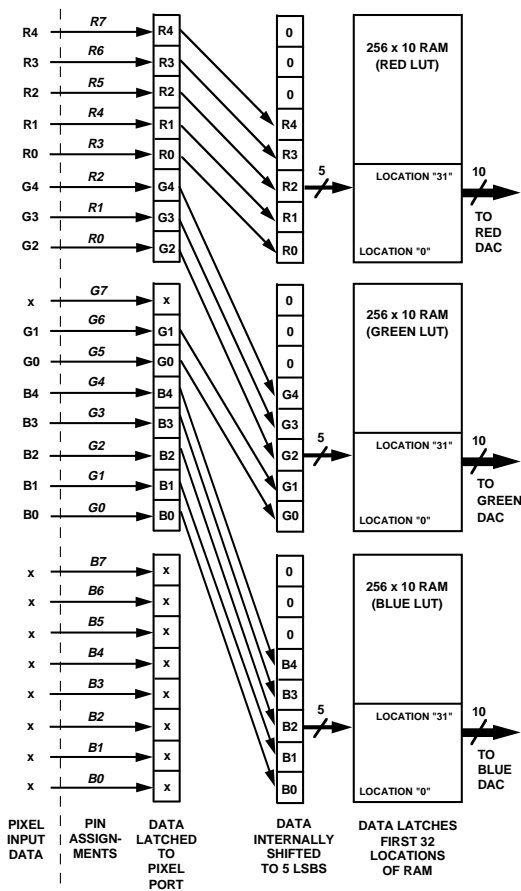 R4 R7 R4 0
R3 R6 R3 0
R2 R5 R2 0
R1 R4 R1 R4
R0 R3 R0 R3
G4 R2 G4 R2
G3 R1 G3 R1
G2 R0 G2 R0
256 x 10 RAM
(RED LUT)
5
LOCATION "31"
LOCATION "0"
10
TO
RED
DAC
x G7 x 0
G1 G6 G1 0
G0 G5 G0 0
B4 G4 B4 G4
B3 G3 B3 G3
B2 G2 B2 G2
B1 G1 B1 G1
B0 G0 B0 G0
256 x 10 RAM
(GREEN LUT)
5
LOCATION "31"
LOCATION "0"
10
TO
GREEN
DAC
x B7 x 0
x B6 x 0
x B5 x 0
x B4 x B4
x B3 x B3
x B2 x B2
x B1 x B1
x B0 x B0
256 x 10 RAM
(BLUE LUT)
5
LOCATION "31"
LOCATION "0"
10
TO
BLUE
DAC
PIXEL
INPUT
DATA
PIN
ASSIGN-
MENTS
DATA
LATCHED
TO
PIXEL
PORT
DATA
INTERNALLY
SHIFTED
TO 5 LSBS
DATA LATCHES
FIRST 32
LOCATIONS
OF RAM